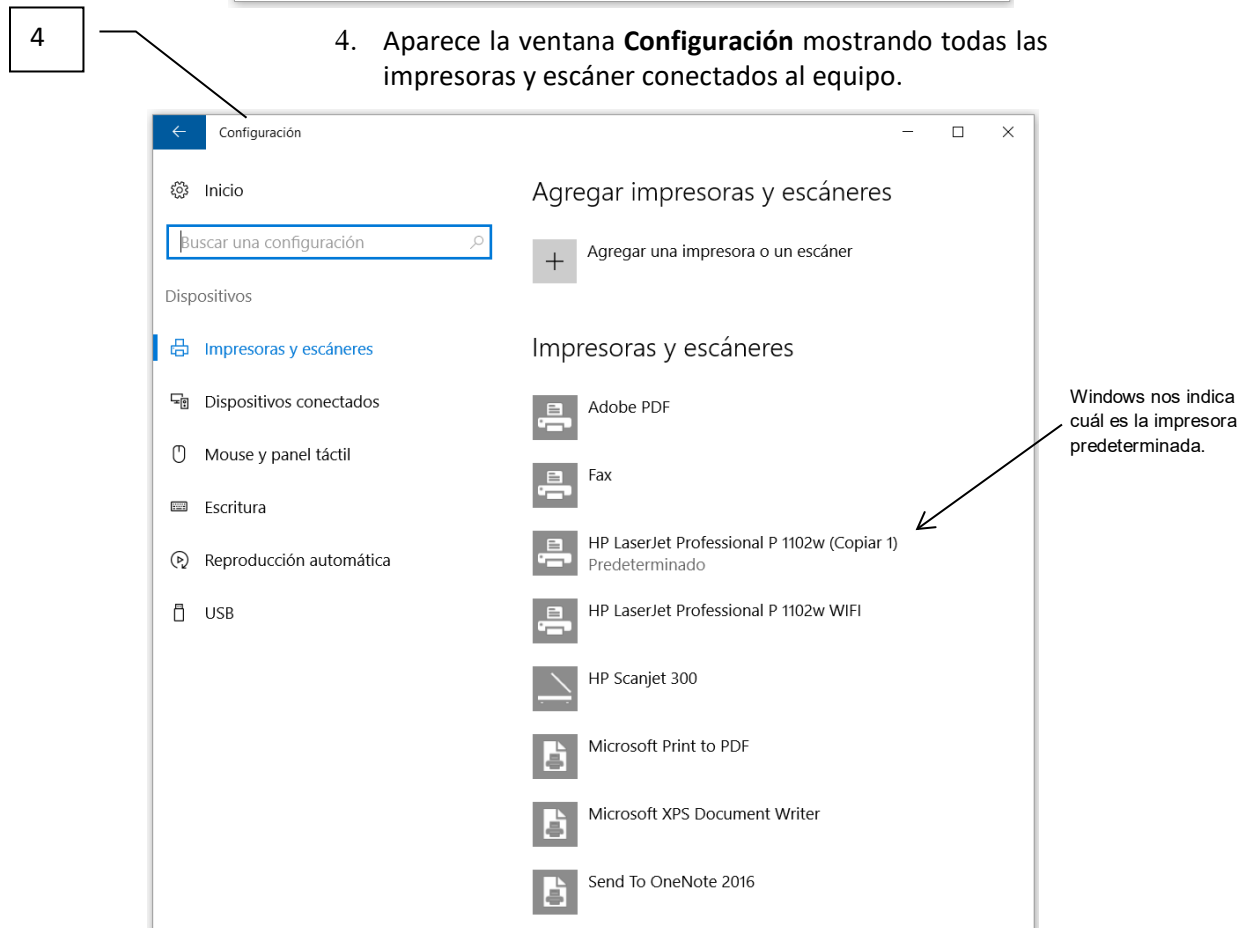 4
4. Aparece la ventana Configuración mostrando todas las
impresoras y escáner conectados al equipo.
Configuración
Inicio
Buscar una configuración
Dispositivos
Impresoras y escáneres
Dispositivos conectados
Mouse y panel táctil
Escritura
Reproducción automática
USB
Agregar impresoras y escáneres
Agregar una impresora o un escáner
Impresoras y escáneres
Adobe PDF
Fax
HP LaserJet Professional P 1102w (Copiar 1)
Predeterminado
HP LaserJet Professional P 1102w WIFI
HP Scanjet 300
Microsoft Print to PDF
Microsoft XPS Document Writer
Send To OneNote 2016
Windows nos indica
cuál es la impresora
predeterminada.